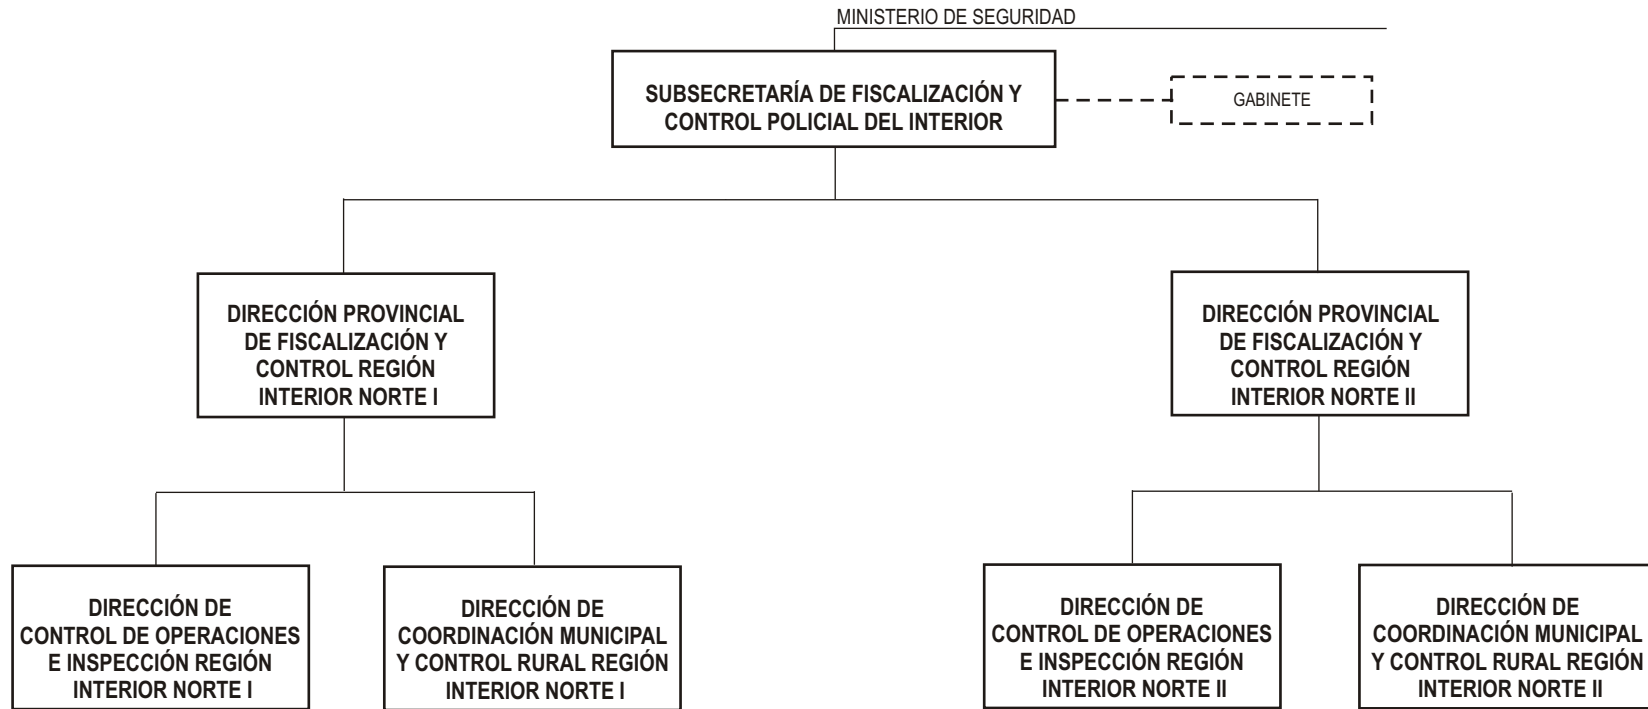 MINISTERIO DE SEGURIDAD
SUBSECRETARÍA DE FISCALIZACIÓN Y
CONTROL POLICIAL DEL INTERIOR
GABINETE
DIRECCIÓN PROVINCIAL
DE FISCALIZACIÓN Y
CONTROL REGIÓN
INTERIOR NORTE I
DIRECCIÓN PROVINCIAL
DE FISCALIZACIÓN Y
CONTROL REGIÓN
INTERIOR NORTE II
DIRECCIÓN DE
CONTROL DE OPERACIONES
E INSPECCIÓN REGIÓN
INTERIOR NORTE I
DIRECCIÓN DE
COORDINACIÓN MUNICIPAL
Y CONTROL RURAL REGIÓN
INTERIOR NORTE I
DIRECCIÓN DE
CONTROL DE OPERACIONES
E INSPECCIÓN REGIÓN
INTERIOR NORTE II
DIRECCIÓN DE
COORDINACIÓN MUNICIPAL
Y CONTROL RURAL REGIÓN
INTERIOR NORTE II